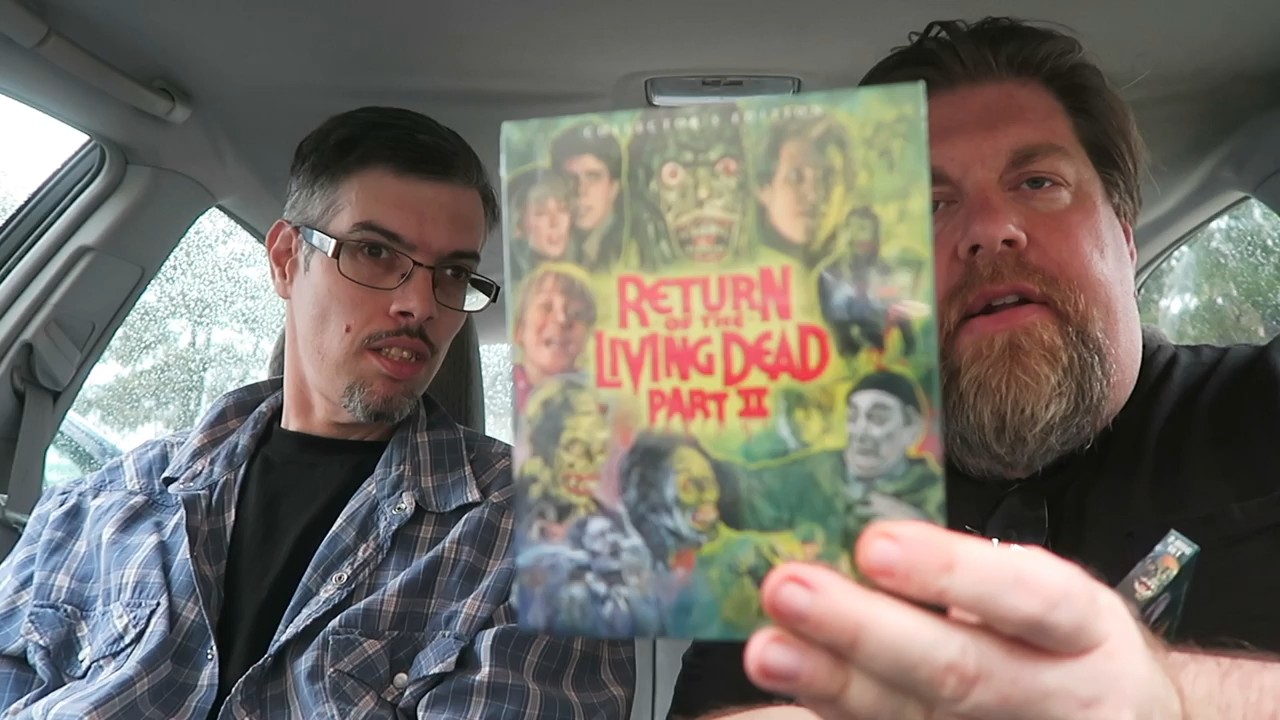 COLLECTOR'S EDITION
RETURN
OF THE
LIVING DEAD
PART II